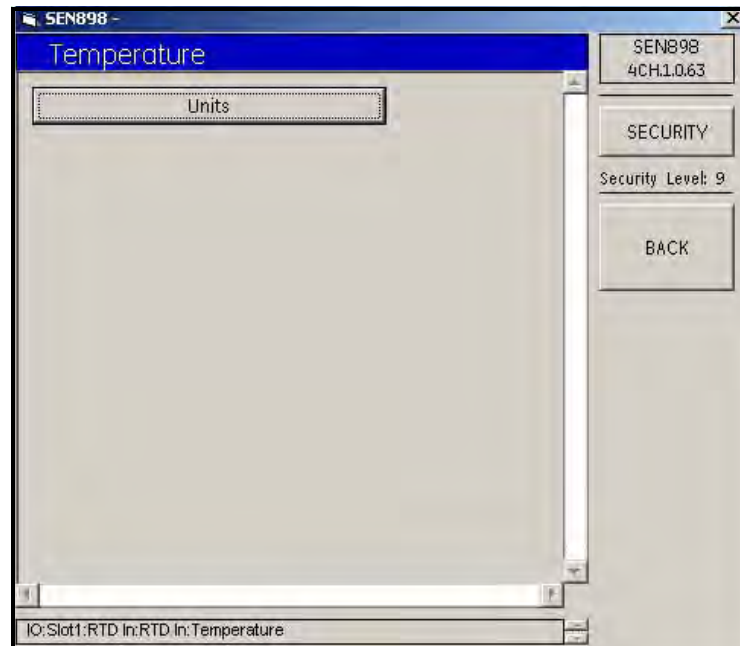 SEN898 -
Temperature
Units
SEN898
4CH.1.0.63
SECURITY
Security Level: 9
BACK
IO:Slot1:RTD In:RTD In:Temperature